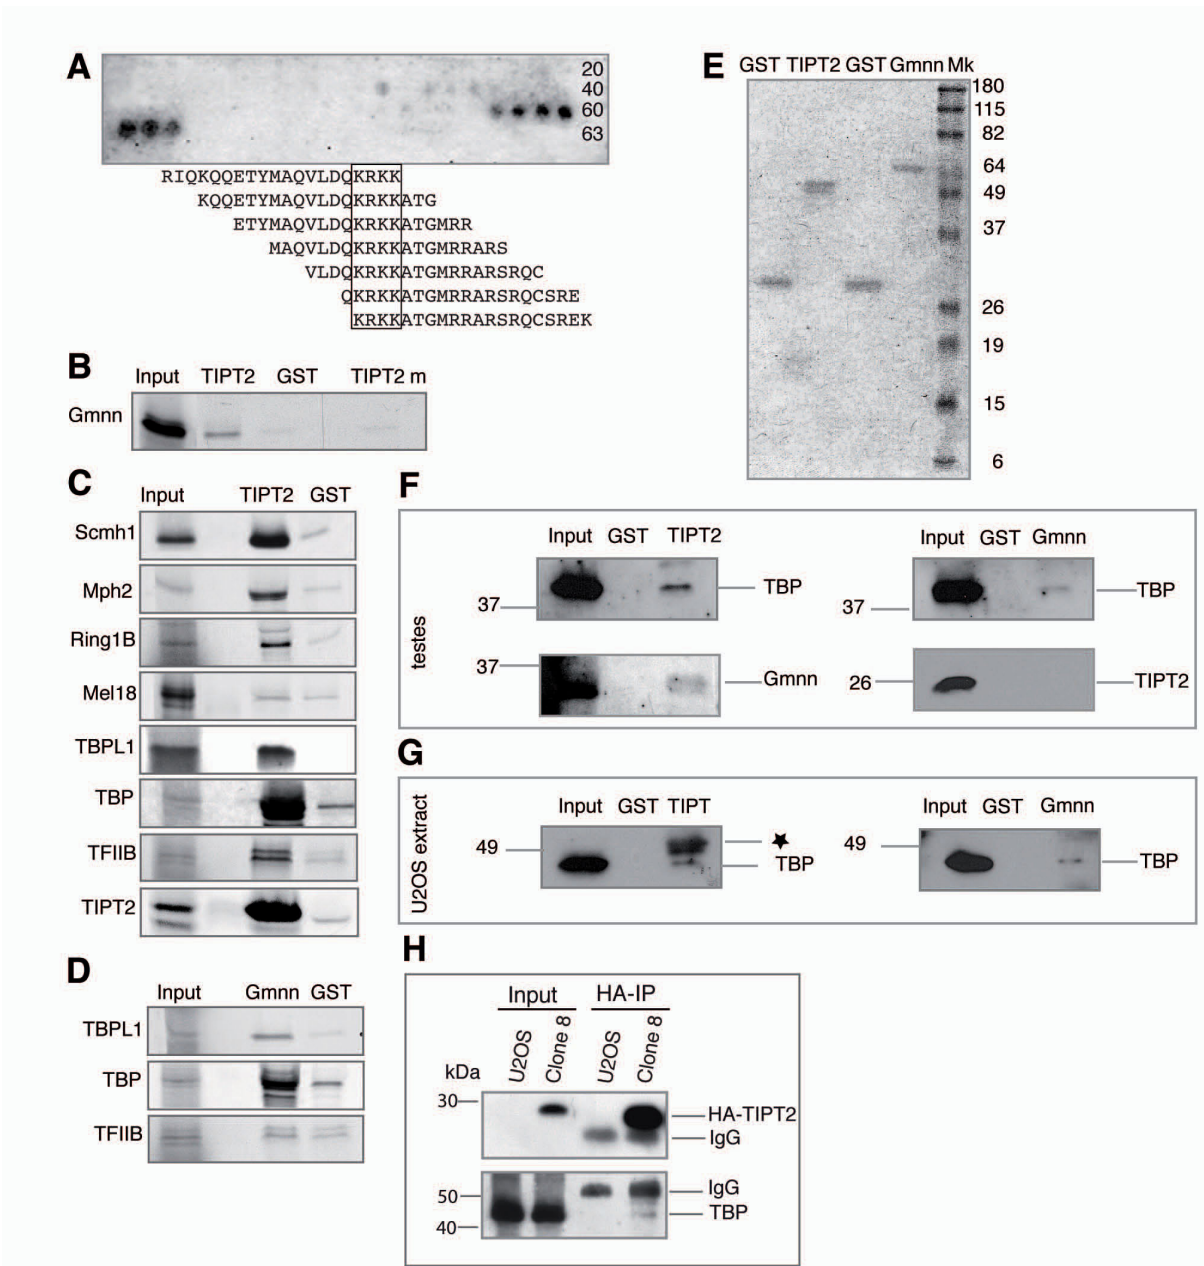 A
20
40
60
63
RIQKQQETYMAQVLDQKRKK
KQQETYMAQVLDQKRKKATG
ETYMAQVLDQKRKKATGMRR
MAQVLDQKRKKATGMRRARS
VLDQKRKKATGMRRARSRQC
QKRKKATGMRRARSRQCSRE
KRKKATGMRRARSRQCSREK
B
Input TIPT2 GST TIPT2 m
Gmnn
C
Input TIPT2 GST
Scmh1
Mph2
Ring1B
Mel18
TBPL1
TBP
TFIIB
TIPT2
D
Input Gmnn GST
TBPL1
TBP
TFIIB
E
GST TIPT2 GST Gmnn Mk
180
115
82
64
49
37
26
19
15
6
F
testes
Input GST TIPT2
37
TBP
37
Gmnn
Input GST Gmnn
37
TBP
26
TIPT2
G
U2OS extract
Input GST TIPT
49
★
TBP
Input GST Gmnn
49
TBP
H
Input HA-IP
U2OS Clone 8 U2OS Clone 8
kDa
30
HA-TIPT2
IgG
50
IgG
TBP
40